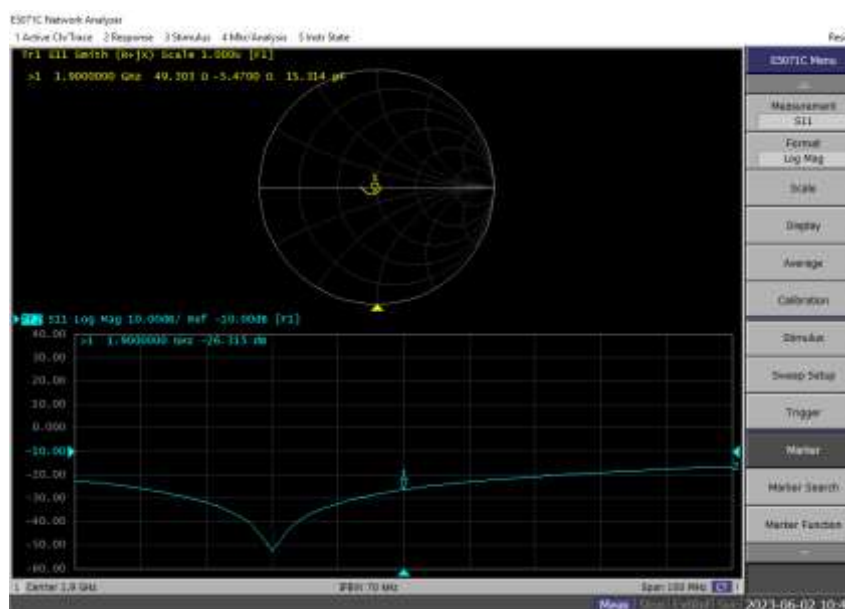 E5071C Network Analyzer
1 Active Ch/Trace 2 Response 3 Stimulus 4 Mkr/Analysis 5 Instr State
Tr1 S11 Smith (R+jX) Scale 1.000U [F1]
>1 1.9000000 GHz 49.303 Ω -5.4700 Ω 15.314 pF
S11 Log Mag 10.00dB/ Ref -10.00dB [F1]
>1 1.9000000 GHz -26.315 dB
40.00
30.00
20.00
10.00
0.000
-10.00
-20.00
-30.00
-40.00
-50.00
-60.00
1 Center 1.9 GHz IFBW 70 kHz Span 100 MHz
Meas
2023-06-02 10:4
E5071C Menu
Measurement
S11
Format
Log Mag
Scale
Display
Average
Calibration
Stimulus
Sweep Setup
Trigger
Marker
Marker Search
Marker Function